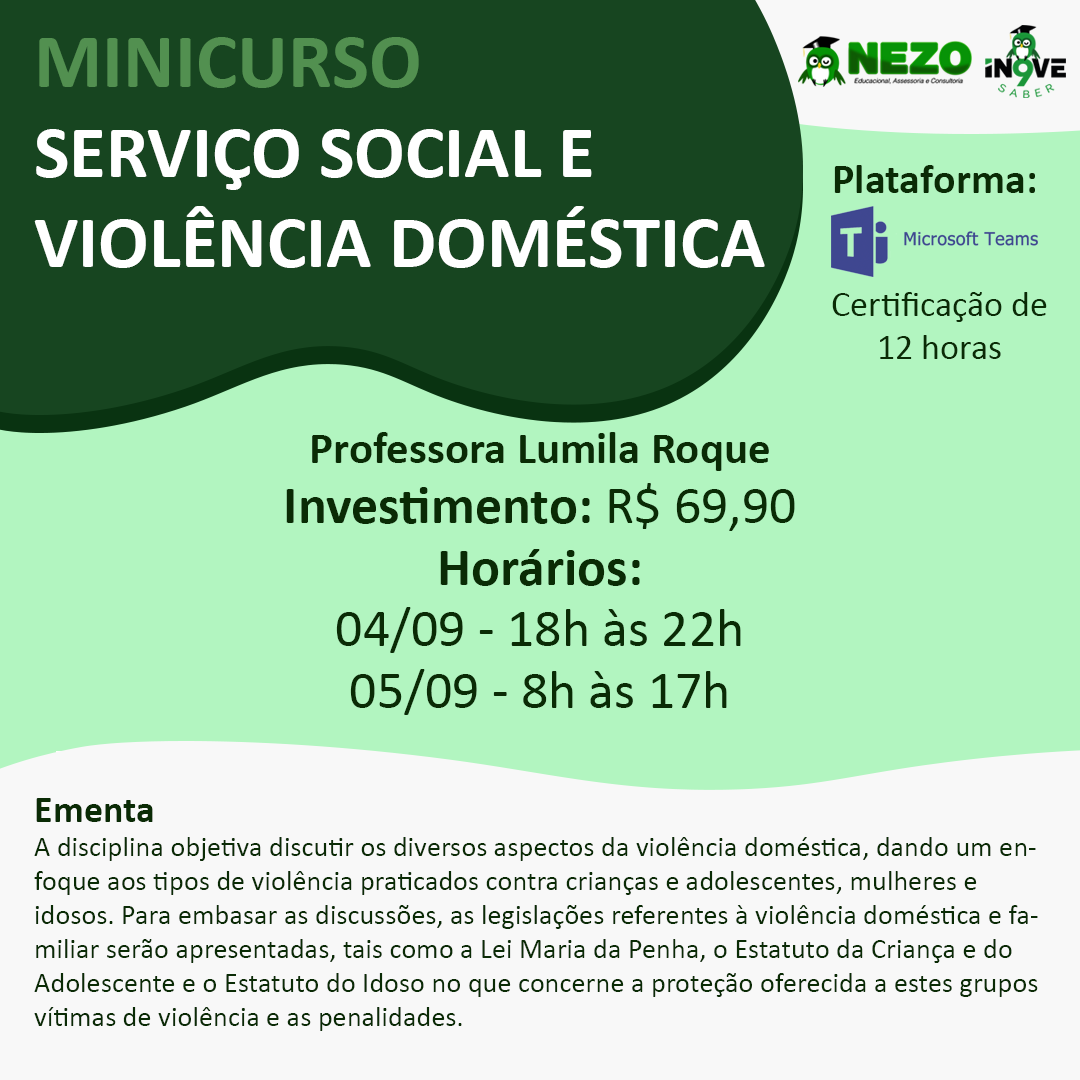 MINICURSO
SERVIÇO SOCIAL E
VIOLÊNCIA DOMÉSTICA
NEZO
Educacional, Assessoria e Consultoria
iN9VE
SABER
Plataforma:
Microsoft Teams
Certificação de
12 horas
Professora Lumila Roque
Investimento: R$ 69,90
Horários:
04/09 - 18h às 22h
05/09 - 8h às 17h
Ementa
A disciplina objetiva discutir os diversos aspectos da violência doméstica, dando um en-
foque aos tipos de violência praticados contra crianças e adolescentes, mulheres e
idosos. Para embasar as discussões, as legislações referentes à violência doméstica e fa-
miliar serão apresentadas, tais como a Lei Maria da Penha, o Estatuto da Criança e do
Adolescente e o Estatuto do Idoso no que concerne a proteção oferecida a estes grupos
vítimas de violência e as penalidades.